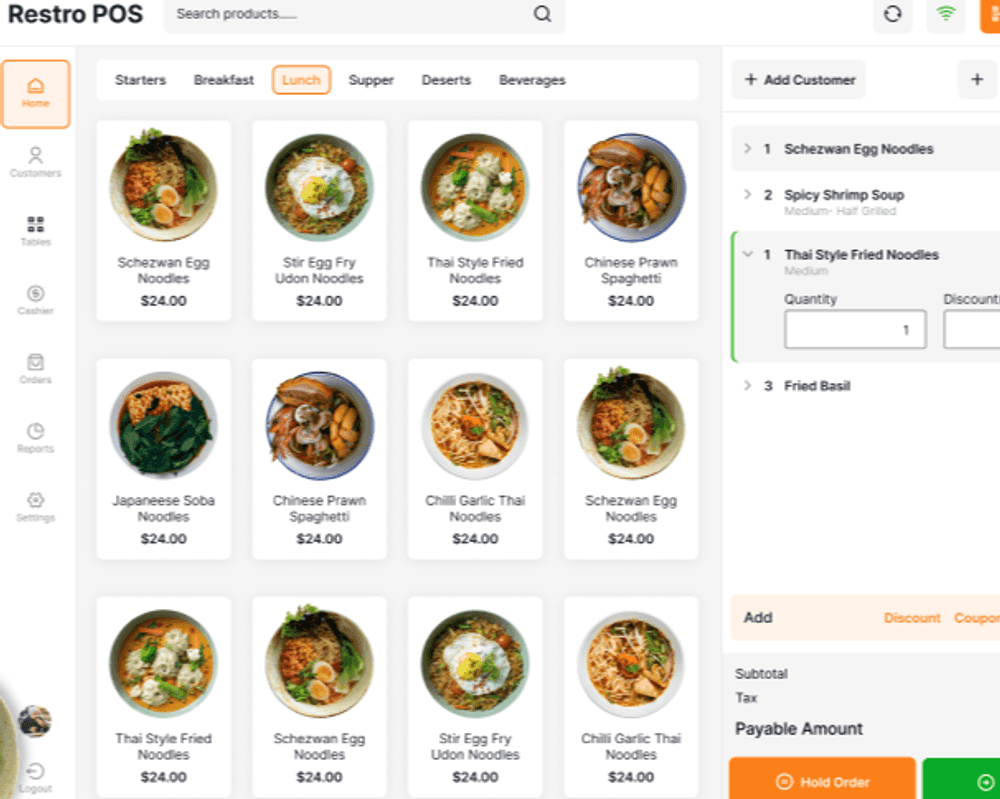 Restro POS
Search products......
Home
Customers
Tables
Cashier
Orders
Reports
Settings
Logout
Starters Breakfast Lunch Supper Deserts Beverages
Schezwan Egg
Noodles
$24.00
Stir Egg Fry
Udon Noodles
$24.00
Thai Style Fried
Noodles
$24.00
Chinese Prawn
Spaghetti
$24.00
Japaneese Soba
Noodles
$24.00
Chinese Prawn
Spaghetti
$24.00
Chilli Garlic Thai
Noodles
$24.00
Schezwan Egg
Noodles
$24.00
Thai Style Fried
Noodles
$24.00
Schezwan Egg
Noodles
$24.00
Stir Egg Fry
Udon Noodles
$24.00
Chilli Garlic Thai
Noodles
$24.00
+ Add Customer +
> 1 Schezwan Egg Noodles
> 2 Spicy Shrimp Soup
Medium- Half Grilled
1 Thai Style Fried Noodles
Medium
Quantity Discount
1
> 3 Fried Basil
Add Discount Coupon
Subtotal
Tax
Payable Amount
Hold Order